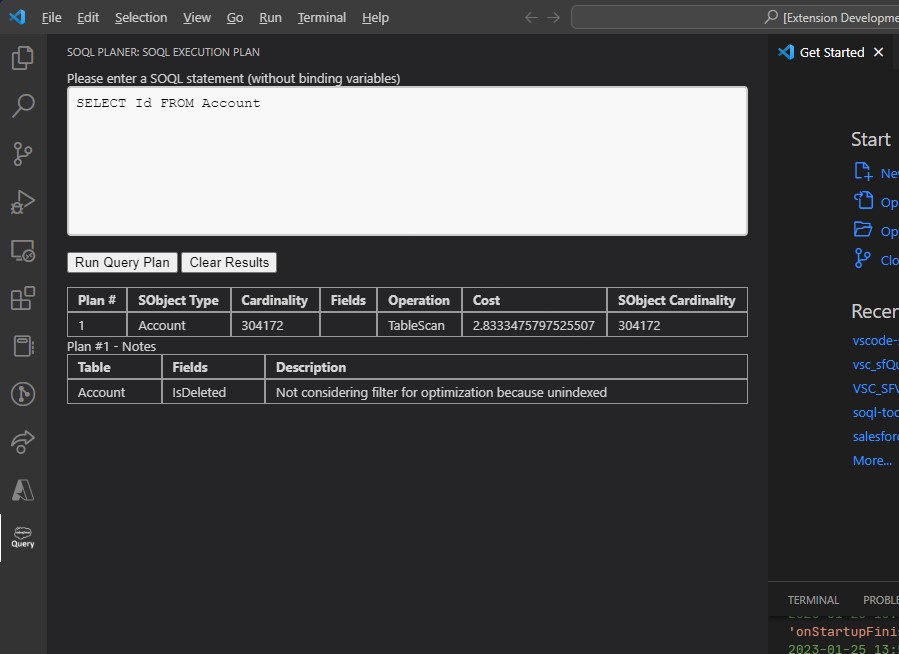 File Edit Selection View Go Run Terminal Help
[Extension Developme
SOQL PLANER: SOQL EXECUTION PLAN
Please enter a SOQL statement (without binding variables)
SELECT Id FROM Account
Run Query Plan Clear Results
Plan # SObject Type Cardinality Fields Operation Cost SObject Cardinality
1 Account 304172 TableScan 2.8333475797525507 304172
Plan #1 - Notes
Table Fields Description
Account IsDeleted Not considering filter for optimization because unindexed
Query
Get Started
Start
Ne
Op
Op
Clo
Recen
vscode-s
vsc_sfQu
VSC_SFV
soql-too
salesforc
More...
TERMINAL PROBLE
'onStartupFinis
2023-01-25 13:5